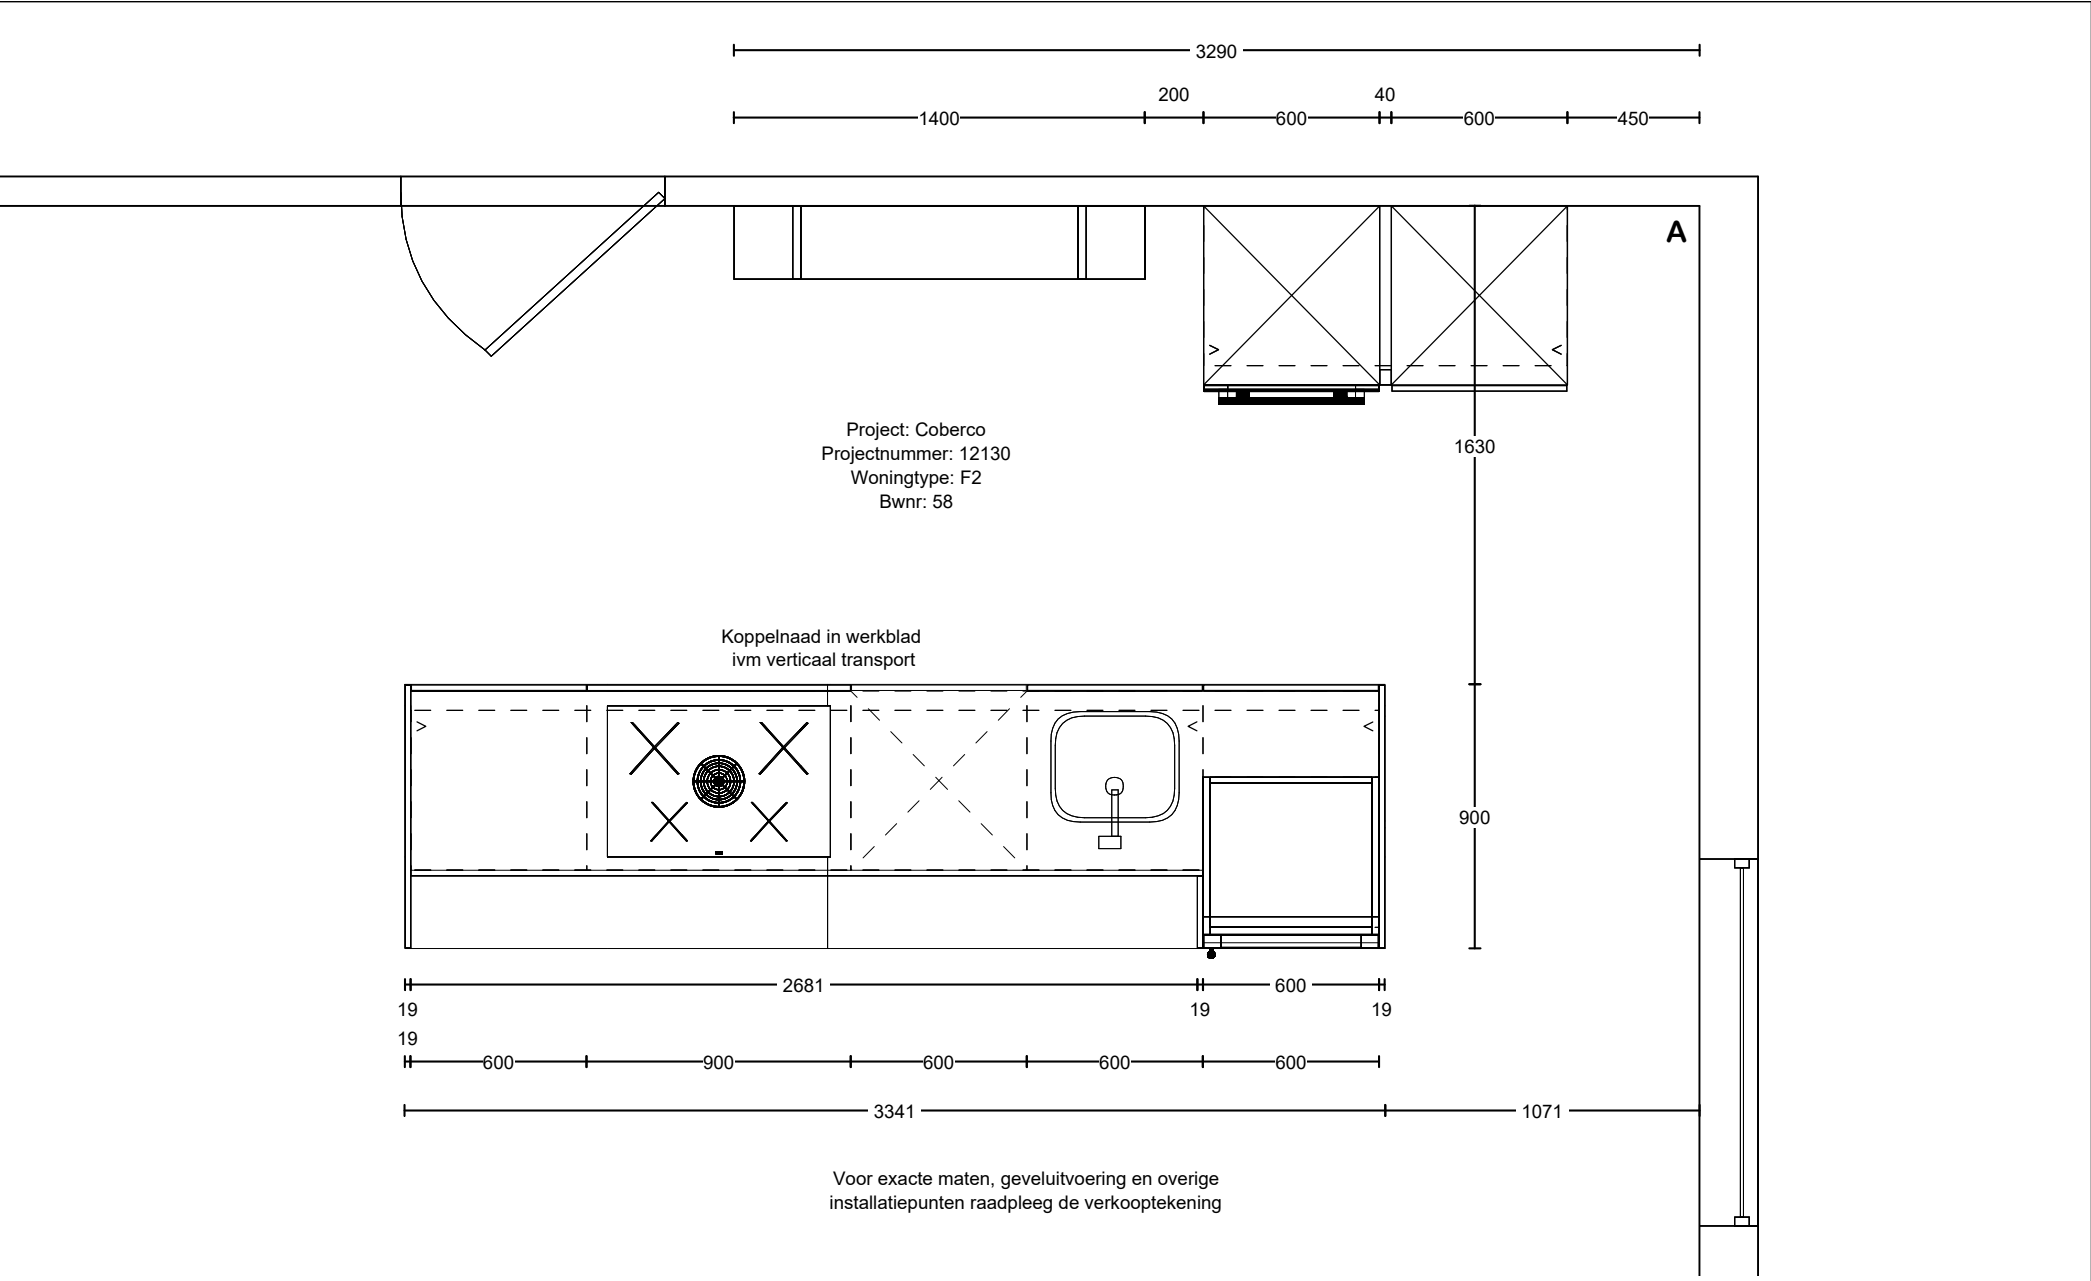 3290
200
40
1400
600
600
450
A
1630
Project: Coberco
Projectnummer: 12130
Woningtype: F2
Bwnr: 58
Koppelnaad in werkblad
ivm verticaal transport
900
2681
600
19
19
19
19
600
900
600
600
600
3341
1071
Voor exacte maten, geveluitvoering en overige
installatiepunten raadpleeg de verkooptekening